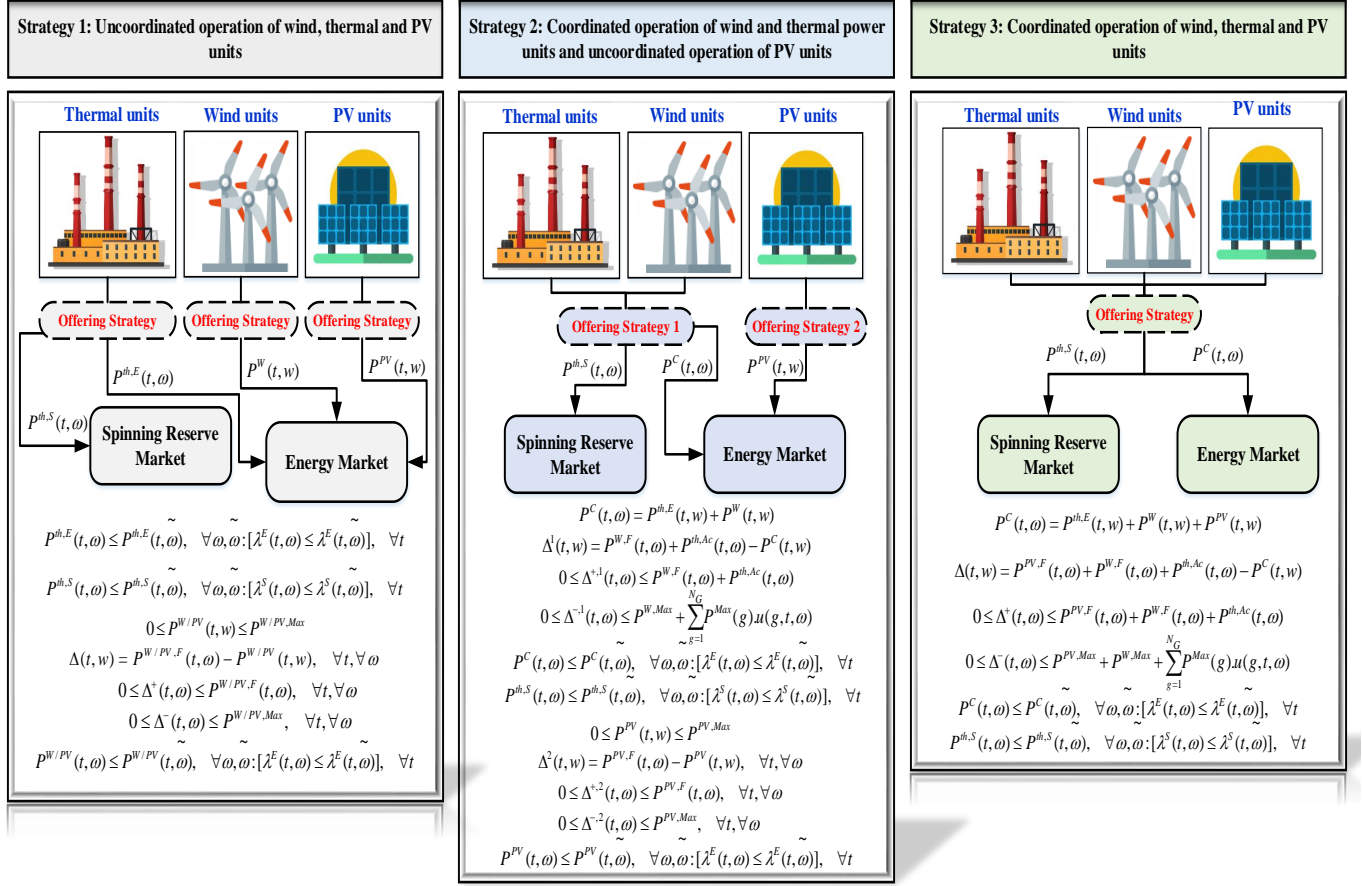 Strategy 1: Uncoordinated operation of wind, thermal and PV
units
Thermal units
Wind units
PV units
Offering Strategy
Offering Strategy
Offering Strategy
P^{th,E}(t,ω)
P^{W}(t,w)
P^{PV}(t,w)
P^{th,S}(t,ω)
Spinning Reserve
Market
Energy Market
P^{th,E}(t,ω) ≤ P^{th,E}(t,ω̃), ∀ω,ω̃:[λ^{E}(t,ω) ≤ λ^{E}(t,ω̃)], ∀t
P^{th,S}(t,ω) ≤ P^{th,S}(t,ω̃), ∀ω,ω̃:[λ^{S}(t,ω) ≤ λ^{S}(t,ω̃)], ∀t
0 ≤ P^{W/PV}(t,w) ≤ P^{W/PV,Max}
Δ(t,w) = P^{W/PV,F}(t,ω) − P^{W/PV}(t,w), ∀t,∀ω
0 ≤ Δ^{+}(t,ω) ≤ P^{W/PV,F}(t,ω), ∀t,∀ω
0 ≤ Δ^{−}(t,ω) ≤ P^{W/PV,Max}, ∀t,∀ω
P^{W/PV}(t,ω) ≤ P^{W/PV}(t,ω̃), ∀ω,ω̃:[λ^{E}(t,ω) ≤ λ^{E}(t,ω̃)], ∀t
Strategy 2: Coordinated operation of wind and thermal power
units and uncoordinated operation of PV units
Thermal units
Wind units
PV units
Offering Strategy 1
Offering Strategy 2
P^{th,S}(t,ω)
P^{C}(t,ω)
P^{PV}(t,w)
Spinning Reserve
Market
Energy Market
P^{C}(t,ω) = P^{th,E}(t,w) + P^{W}(t,w)
Δ^{1}(t,w) = P^{W,F}(t,ω) + P^{th,Ac}(t,ω) − P^{C}(t,w)
0 ≤ Δ^{+,1}(t,ω) ≤ P^{W,F}(t,ω) + P^{th,Ac}(t,ω)
0 ≤ Δ^{−,1}(t,ω) ≤ P^{W,Max} + ∑_{g=1}^{N_G} P^{Max}(g).u(g,t,ω)
P^{C}(t,ω) ≤ P^{C}(t,ω̃), ∀ω,ω̃:[λ^{E}(t,ω) ≤ λ^{E}(t,ω̃)], ∀t
P^{th,S}(t,ω) ≤ P^{th,S}(t,ω̃), ∀ω,ω̃:[λ^{S}(t,ω) ≤ λ^{S}(t,ω̃)], ∀t
0 ≤ P^{PV}(t,w) ≤ P^{PV,Max}
Δ^{2}(t,w) = P^{PV,F}(t,ω) − P^{PV}(t,w), ∀t,∀ω
0 ≤ Δ^{+,2}(t,ω) ≤ P^{PV,F}(t,ω), ∀t,∀ω
0 ≤ Δ^{−,2}(t,ω) ≤ P^{PV,Max}, ∀t,∀ω
P^{PV}(t,ω) ≤ P^{PV}(t,ω̃), ∀ω,ω̃:[λ^{E}(t,ω) ≤ λ^{E}(t,ω̃)], ∀t
Strategy 3: Coordinated operation of wind, thermal and PV
units
Thermal units
Wind units
PV units
Offering Strategy
P^{th,S}(t,ω)
P^{C}(t,ω)
Spinning Reserve
Market
Energy Market
P^{C}(t,ω) = P^{th,E}(t,w) + P^{W}(t,w) + P^{PV}(t,w)
Δ(t,w) = P^{PV,F}(t,ω) + P^{W,F}(t,ω) + P^{th,Ac}(t,ω) − P^{C}(t,w)
0 ≤ Δ^{+}(t,ω) ≤ P^{PV,F}(t,ω) + P^{W,F}(t,ω) + P^{th,Ac}(t,ω)
0 ≤ Δ^{−}(t,ω) ≤ P^{PV,Max} + P^{W,Max} + ∑_{g=1}^{N_G} P^{Max}(g).u(g,t,ω)
P^{C}(t,ω) ≤ P^{C}(t,ω̃), ∀ω,ω̃:[λ^{E}(t,ω) ≤ λ^{E}(t,ω̃)], ∀t
P^{th,S}(t,ω) ≤ P^{th,S}(t,ω̃), ∀ω,ω̃:[λ^{S}(t,ω) ≤ λ^{S}(t,ω̃)], ∀t